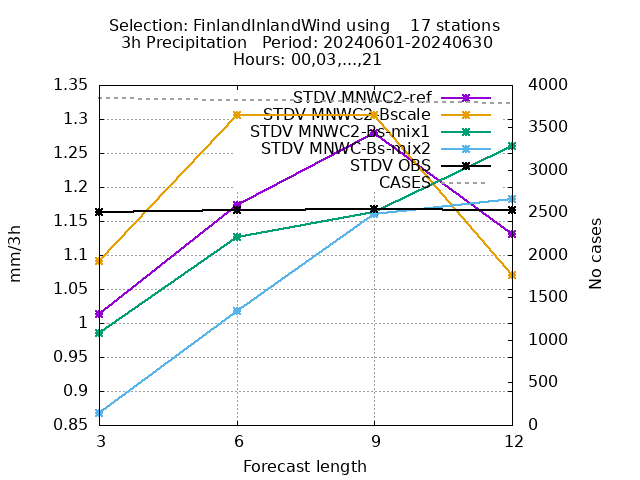 Selection: FinlandInlandWind using    17 stations
3h Precipitation   Period: 20240601-20240630
Hours: 00,03,...,21
1.35
1.3
1.25
1.2
1.15
1.1
1.05
1
0.95
0.9
0.85
4000
3500
3000
2500
2000
1500
1000
500
0
STDV MNWC2-ref
STDV MNWC2-Bscale
STDV MNWC2-Bs-mix1
STDV MNWC-Bs-mix2
STDV OBS
CASES
mm/3h
No cases
3 6 9 12
Forecast length